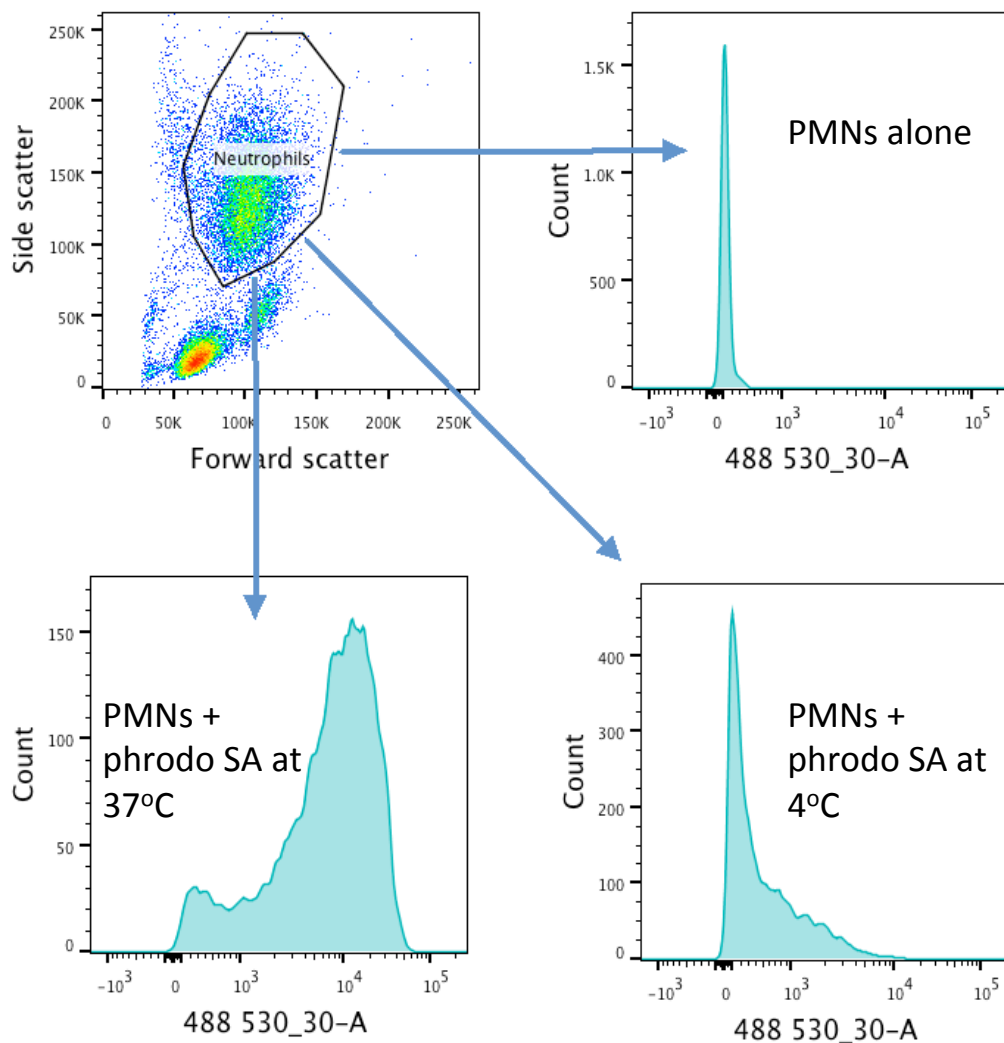 250K
200K
150K
100K
50K
0
Side scatter
Neutrophils
0
50K
100K
150K
200K
250K
Forward scatter
1.5K
1.0K
500
0
Count
PMNs alone
-10³
0
10³
10⁴
10⁵
488 530_30-A
150
100
50
0
Count
PMNs +
phrodo SA at
37°C
-10³
0
10³
10⁴
10⁵
488 530_30-A
400
300
200
100
0
Count
PMNs +
phrodo SA at
4°C
-10³
0
10³
10⁴
10⁵
488 530_30-A